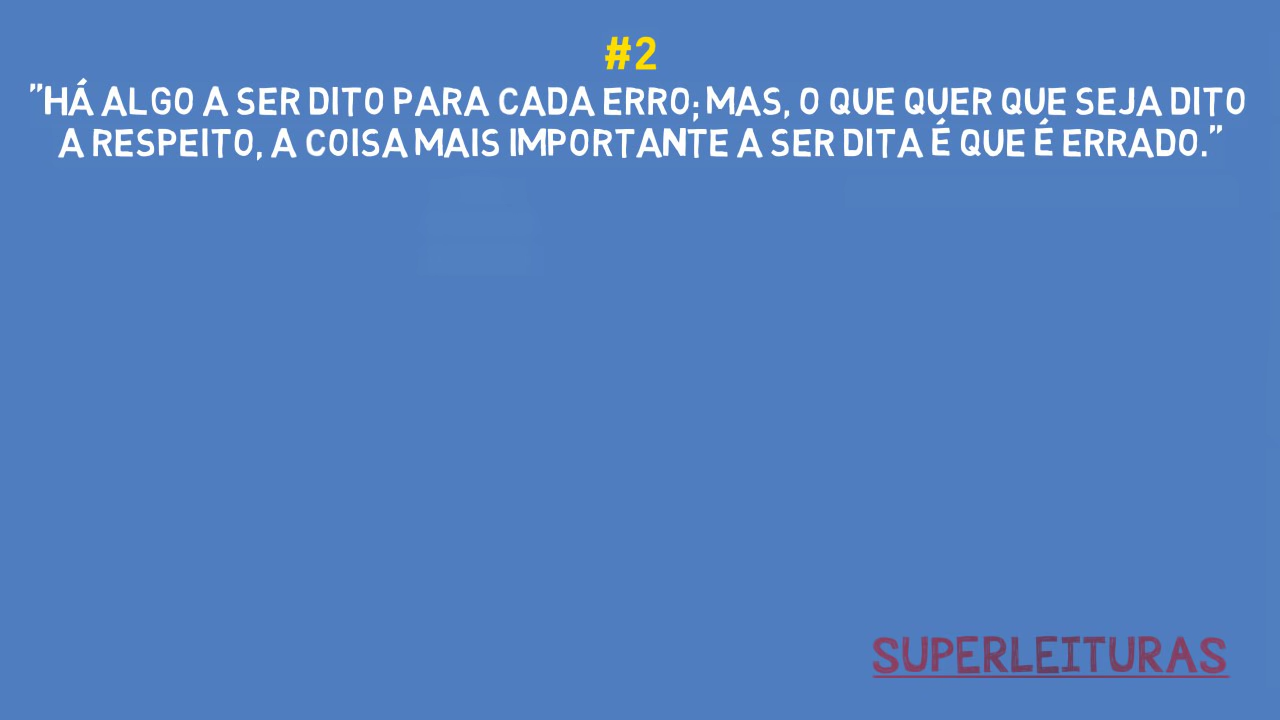 #2
"HÁ ALGO A SER DITO PARA CADA ERRO; MAS, O QUE QUER QUE SEJA DITO
A RESPEITO, A COISA MAIS IMPORTANTE A SER DITA É QUE É ERRADO."
SUPERLEITURAS